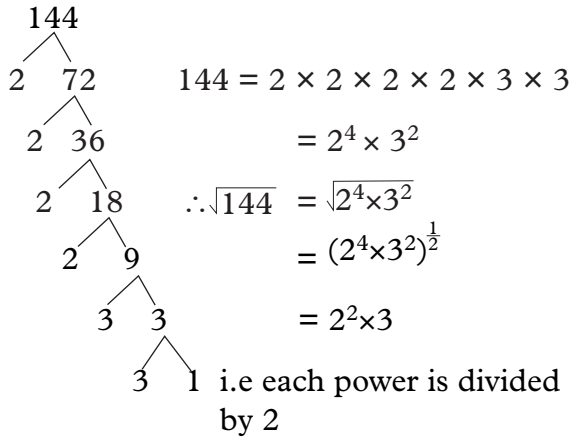 144
2 72 144 = 2 × 2 × 2 × 2 × 3 × 3
2 36 = 2⁴ × 3²
2 18 ∴√144 = √2⁴×3²
2 9 = (2⁴×3²)^½
3 3 = 2²×3
3 1 i.e each power is divided
by 2